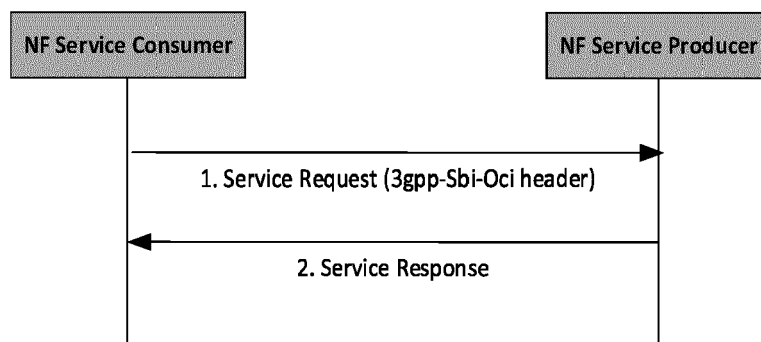 NF Service Consumer
NF Service Producer
1. Service Request (3gpp-Sbi-Oci header)
2. Service Response